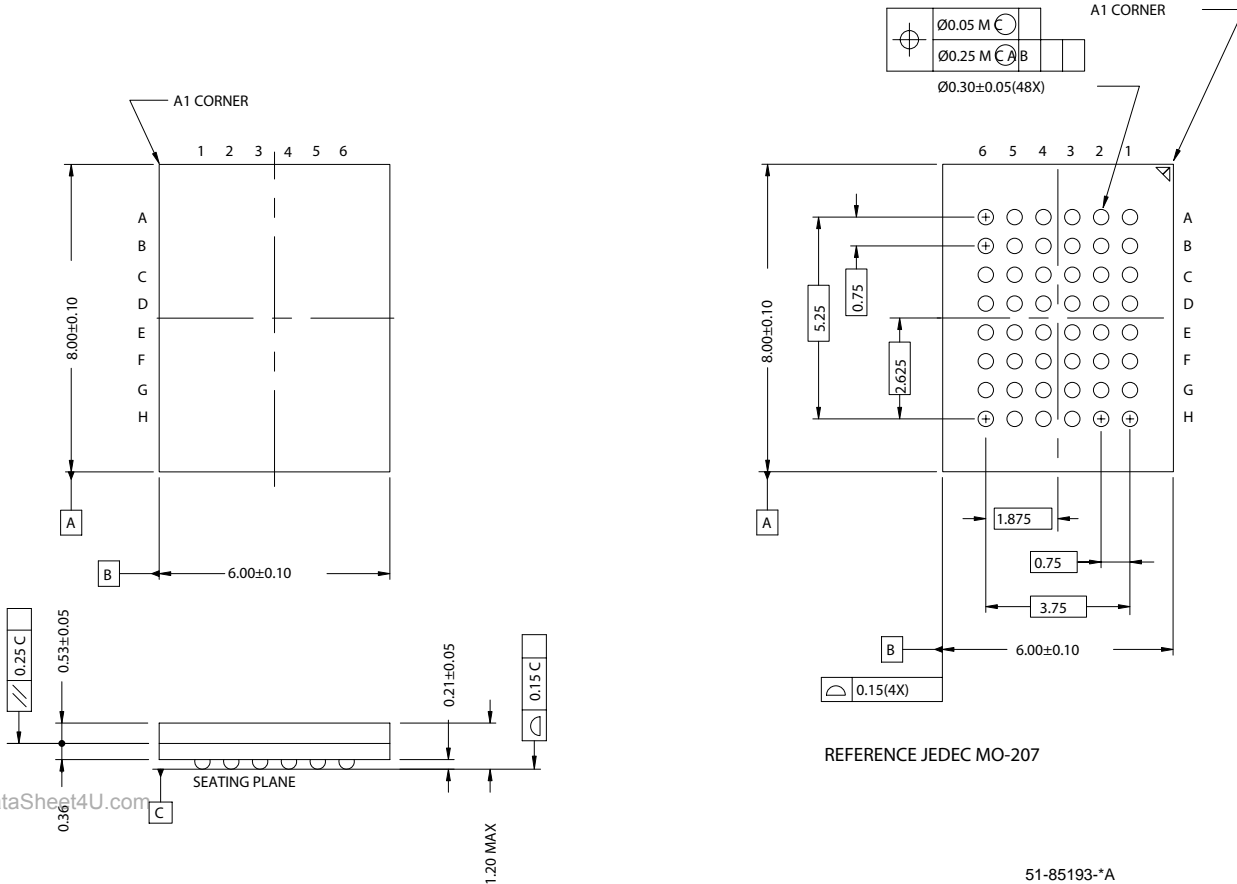 A1 CORNER
1 2 3 4 5 6
A
B
C
D
E
F
G
H
8.00±0.10
A
B
6.00±0.10
Ø0.05 M C
Ø0.25 M C A B
Ø0.30±0.05(48X)
A1 CORNER
6 5 4 3 2 1
A
B
C
D
E
F
G
H
8.00±0.10
5.25
0.75
2.625
A
1.875
0.75
3.75
B
6.00±0.10
0.15(4X)
// 0.25 C
0.53±0.05
0.36
0.21±0.05
0.15 C
1.20 MAX
SEATING PLANE
C
REFERENCE JEDEC MO-207
51-85193-*A
taSheet4U.com